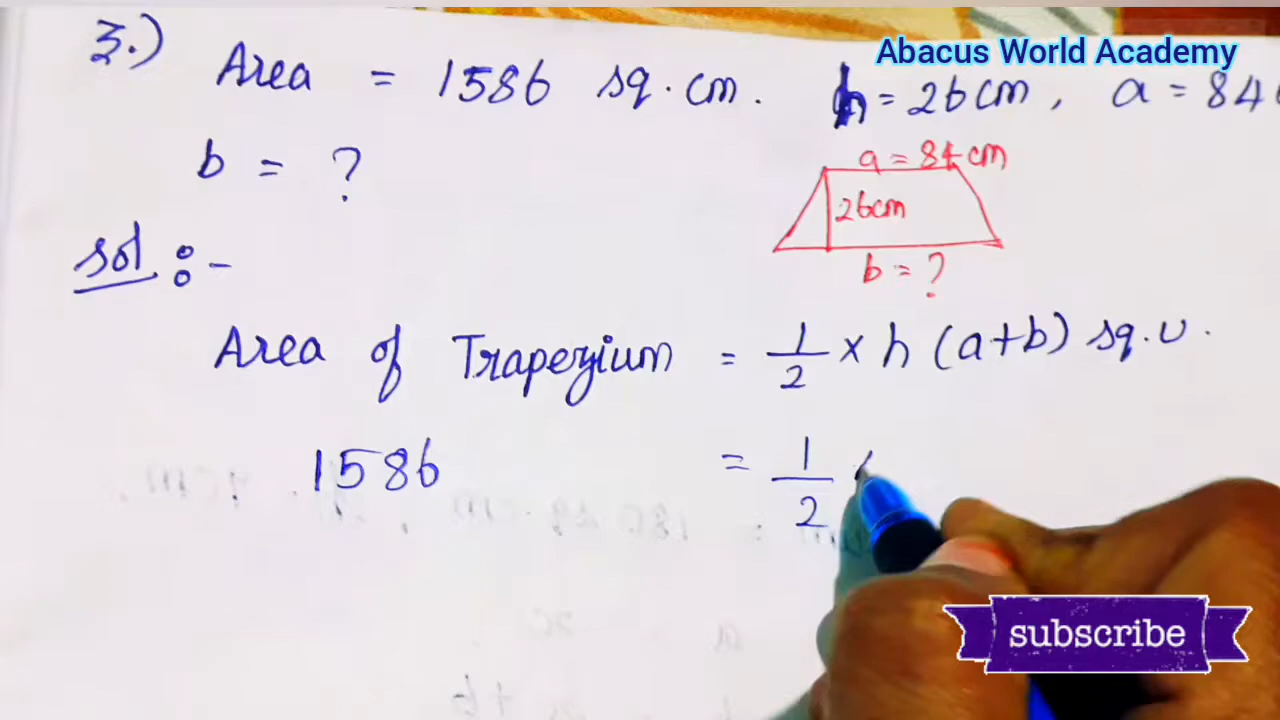 Abacus World Academy
3.) Area = 1586 sq.cm. h = 26cm, a = 84
b = ?
a = 84 cm
26cm
b = ?
Sol :-
Area of Trapezium = 1/2 × h (a+b) sq.u.
1586 = 1/2
subscribe